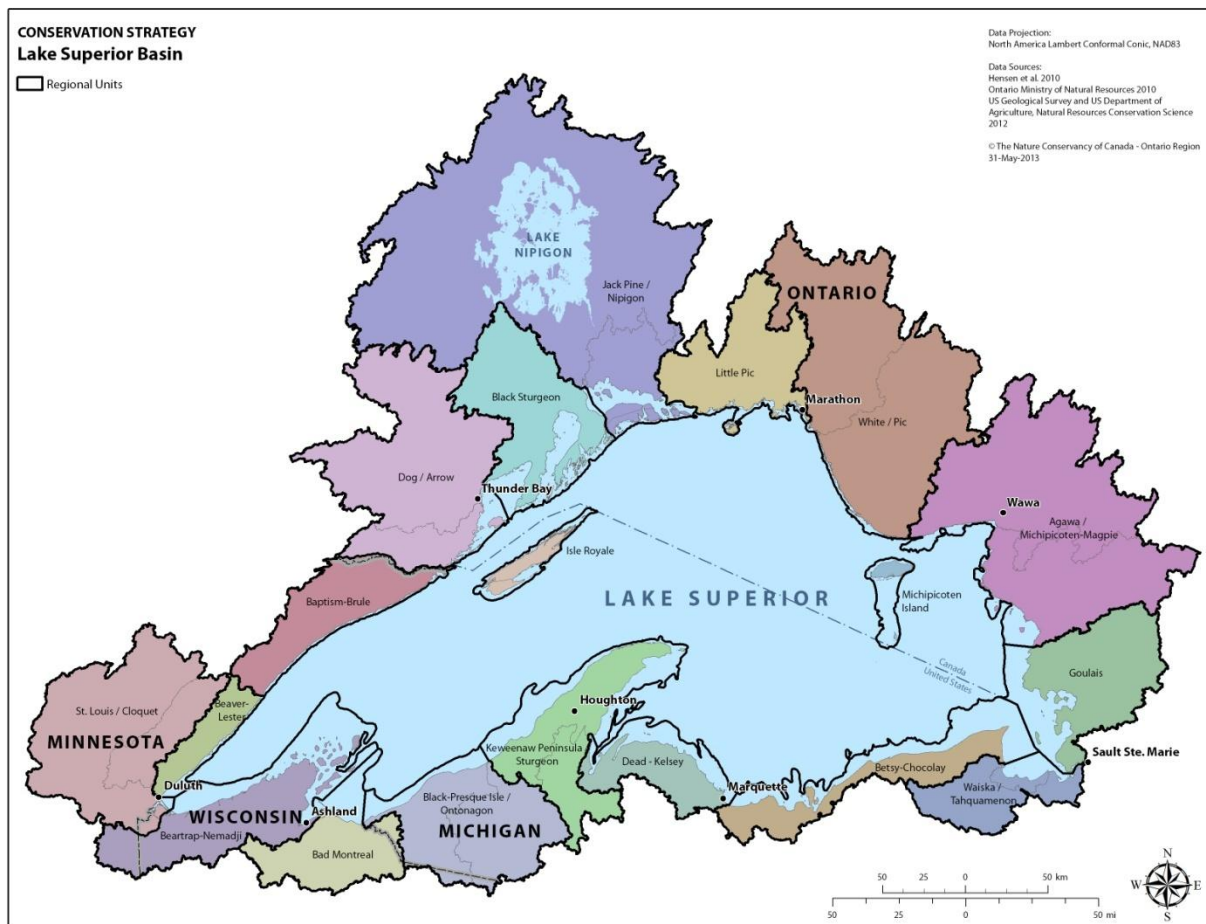 CONSERVATION STRATEGY
Lake Superior Basin
Regional Units
Data Projection:
North America Lambert Conformal Conic, NAD83
Data Sources:
Hensen et al. 2010
Ontario Ministry of Natural Resources 2010
US Geological Survey and US Department of
Agriculture, Natural Resources Conservation Science
2012
© The Nature Conservancy of Canada - Ontario Region
31-May-2013
LAKE
NIPIGON
Jack Pine /
Nipigon
ONTARIO
Little Pic
Black Sturgeon
Marathon
White / Pic
Dog / Arrow
Thunder Bay
Wawa
Agawa /
Michipicoten-Magpie
Isle Royale
Baptism-Brule
LAKE SUPERIOR
Michipicoten
Island
Canada
United States
Goulais
St. Louis / Cloquet
Beaver-
Lester
Houghton
MINNESOTA
Keweenaw Peninsula
Sturgeon
Dead - Kelsey
Betsy-Chocolay
Sault Ste. Marie
Duluth
Marquette
Waiska /
Tahquamenon
WISCONSIN
Ashland
Black-Presque Isle /
Ontonagon
MICHIGAN
Beartrap-Nemadji
Bad Montreal
N
W E
S
50 25 0 50 km
50 25 0 50 mi